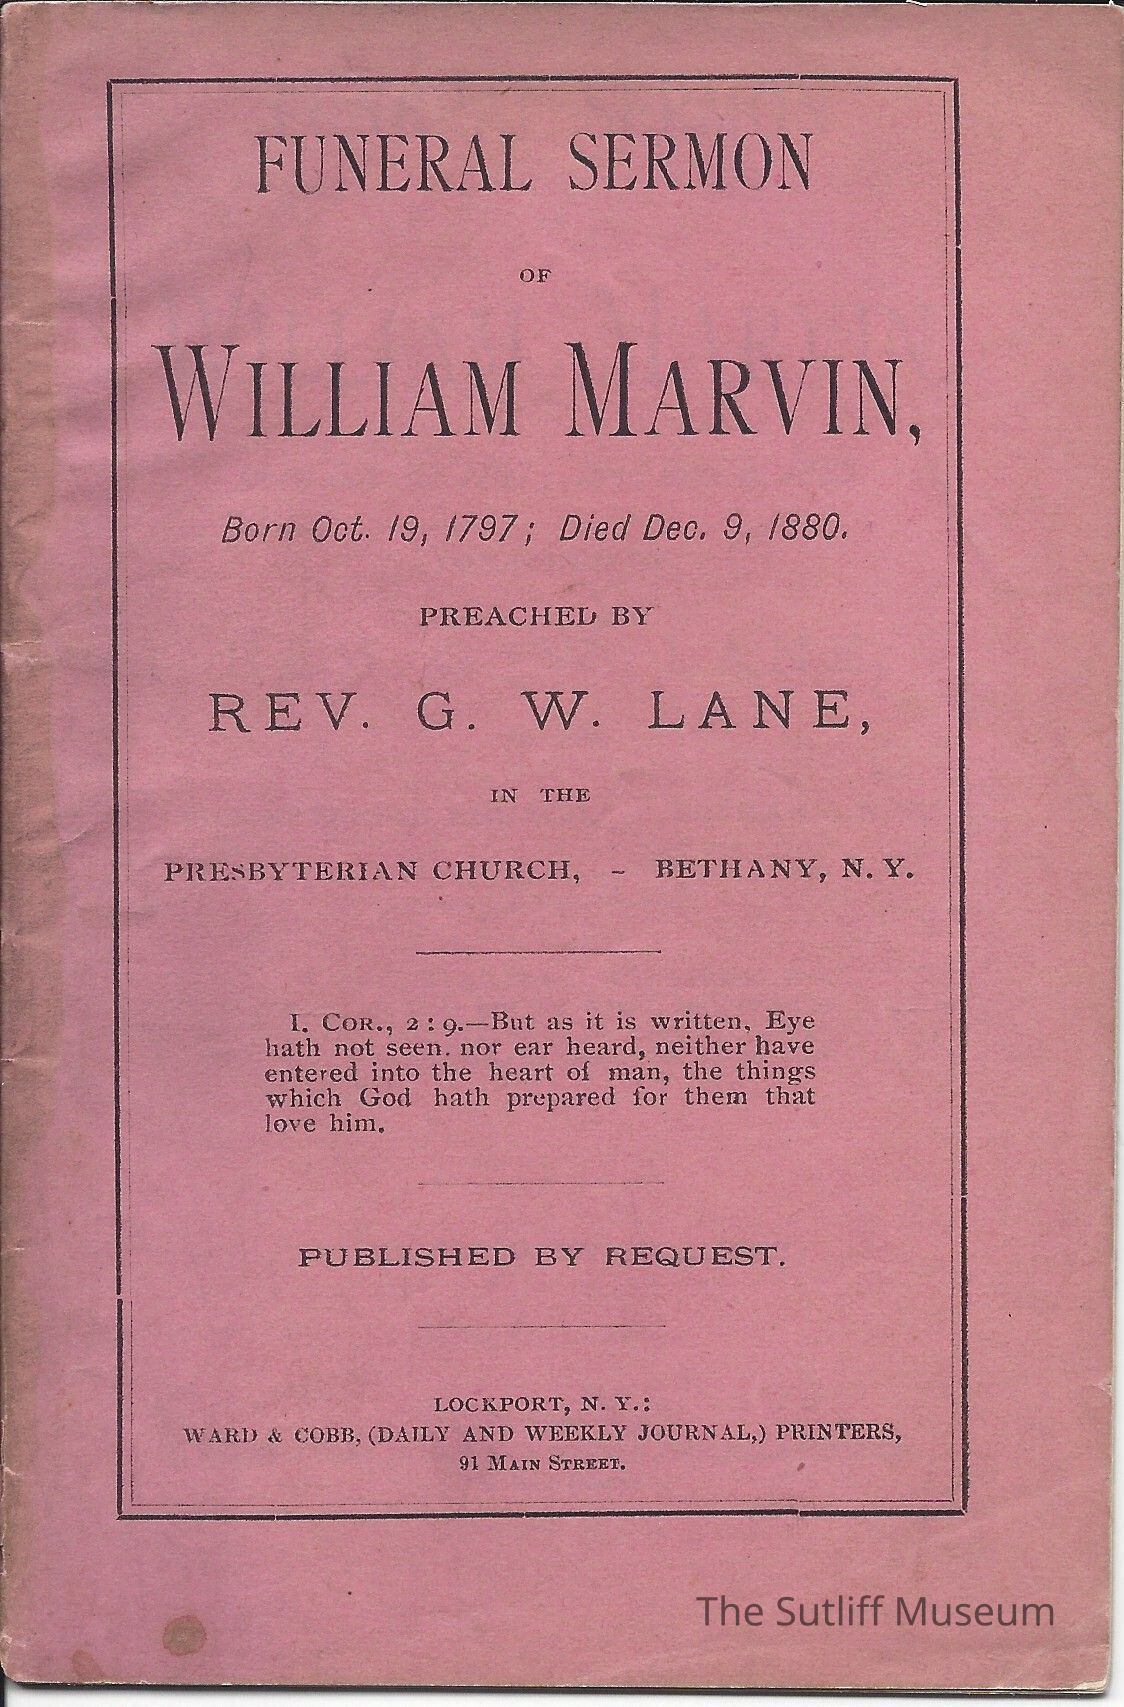 FUNERAL SERMON
OF
WILLIAM MARVIN,
Born Oct. 19, 1797; Died Dec. 9, 1880.
PREACHED BY
REV. G. W. LANE,
IN THE
PRESBYTERIAN CHURCH, - BETHANY, N. Y.
I. COR., 2 : 9.—But as it is written, Eye
hath not seen. nor ear heard, neither have
entered into the heart of man, the things
which God hath prepared for them that
love him.
PUBLISHED BY REQUEST.
LOCKPORT, N. Y.:
WARD & COBB, (DAILY AND WEEKLY JOURNAL,) PRINTERS,
91 MAIN STREET.
The Sutliff Museum